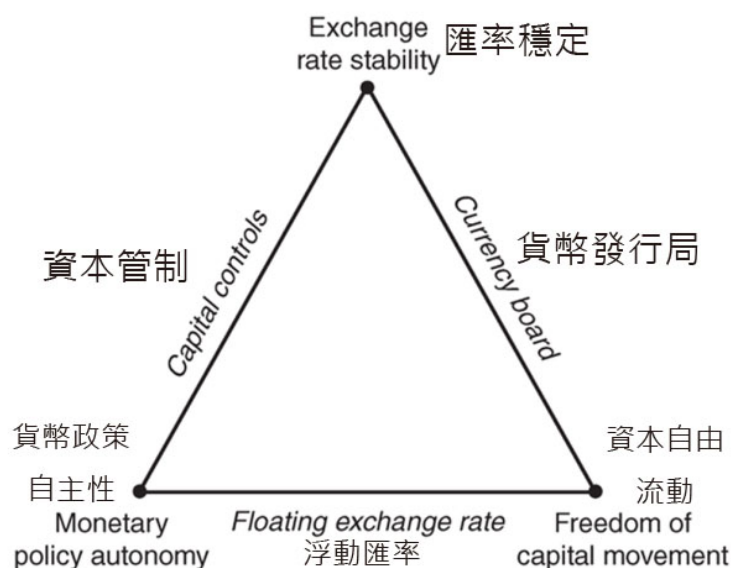 Exchange
rate stability
匯率穩定
Capital controls
資本管制
Currency board
貨幣發行局
貨幣政策
自主性
Monetary
policy autonomy
Floating exchange rate
浮動匯率
資本自由
流動
Freedom of
capital movement